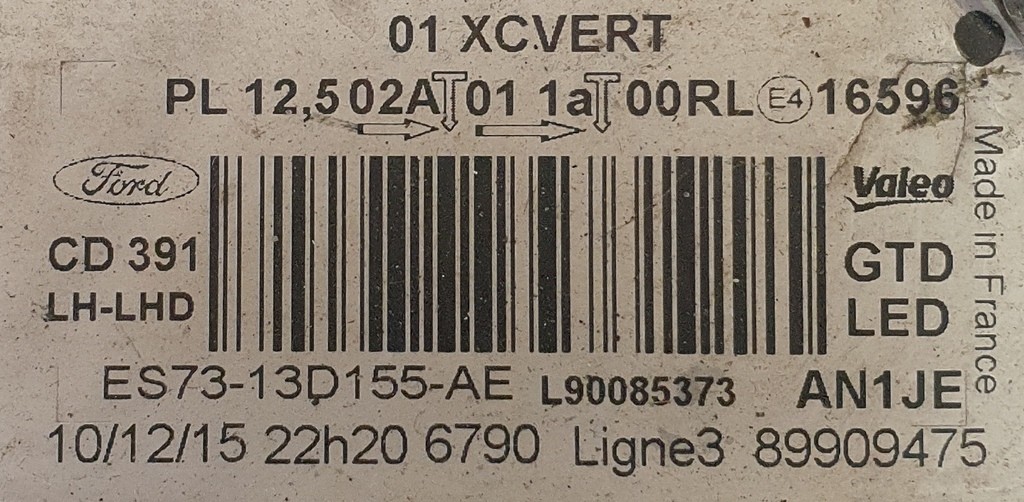 01 XCVERT
PL 12,5 02A 01 1a 00RL E4 16596
Ford
Valeo
CD 391
LH-LHD
GTD
LED
Made in France
ES73-13D155-AE L90085373 AN1JE
10/12/15 22h20 6790 Ligne3 89909475